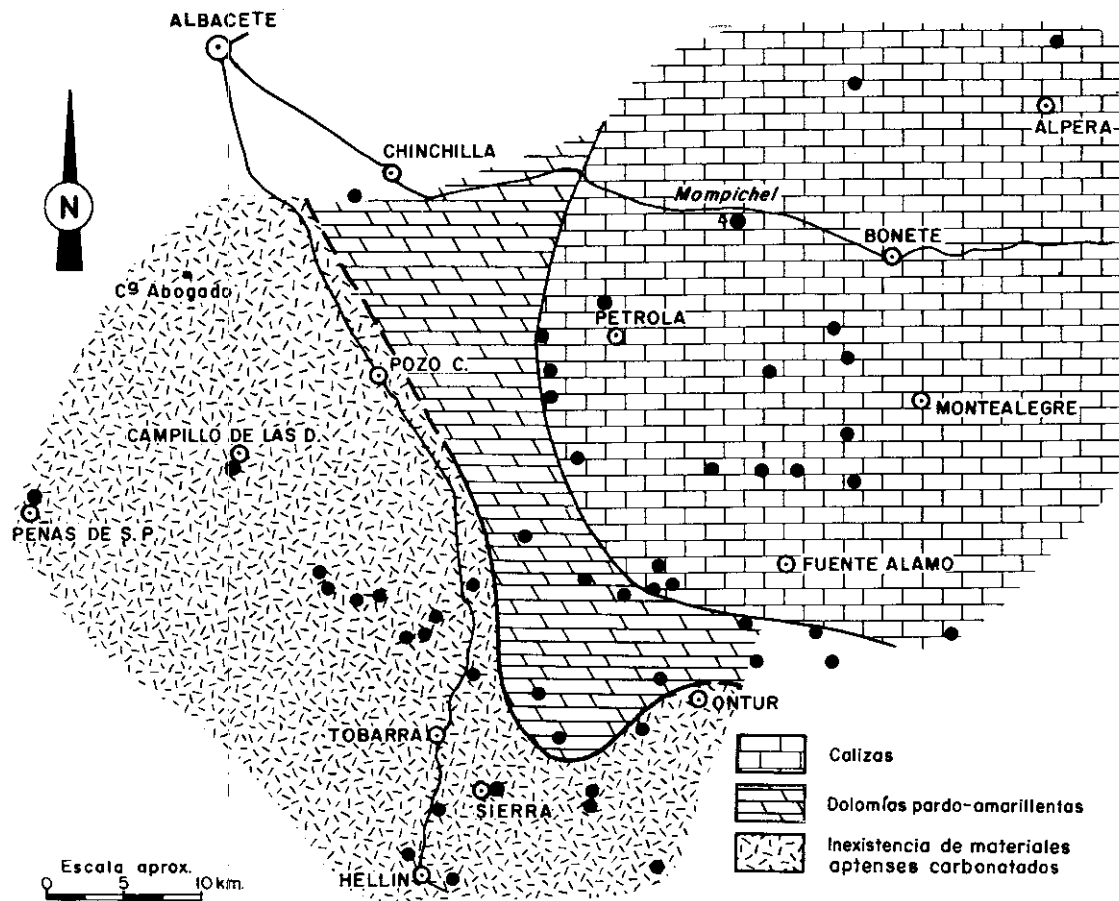 ALBACETE
ALPERA
CHINCHILLA
Mompichel
4
BONETE
N
Cº Abogado
PETROLA
POZO C.
MONTEALEGRE
CAMPILLO DE LAS D.
PEÑAS DE S.P.
FUENTE ALAMO
ONTUR
TOBARRA
SIERRA
HELLIN
Calizas
Dolomías pardo-amarillentas
Inexistencia de materiales
aptenses carbonatados
Escala aprox.
0 5 10 km.